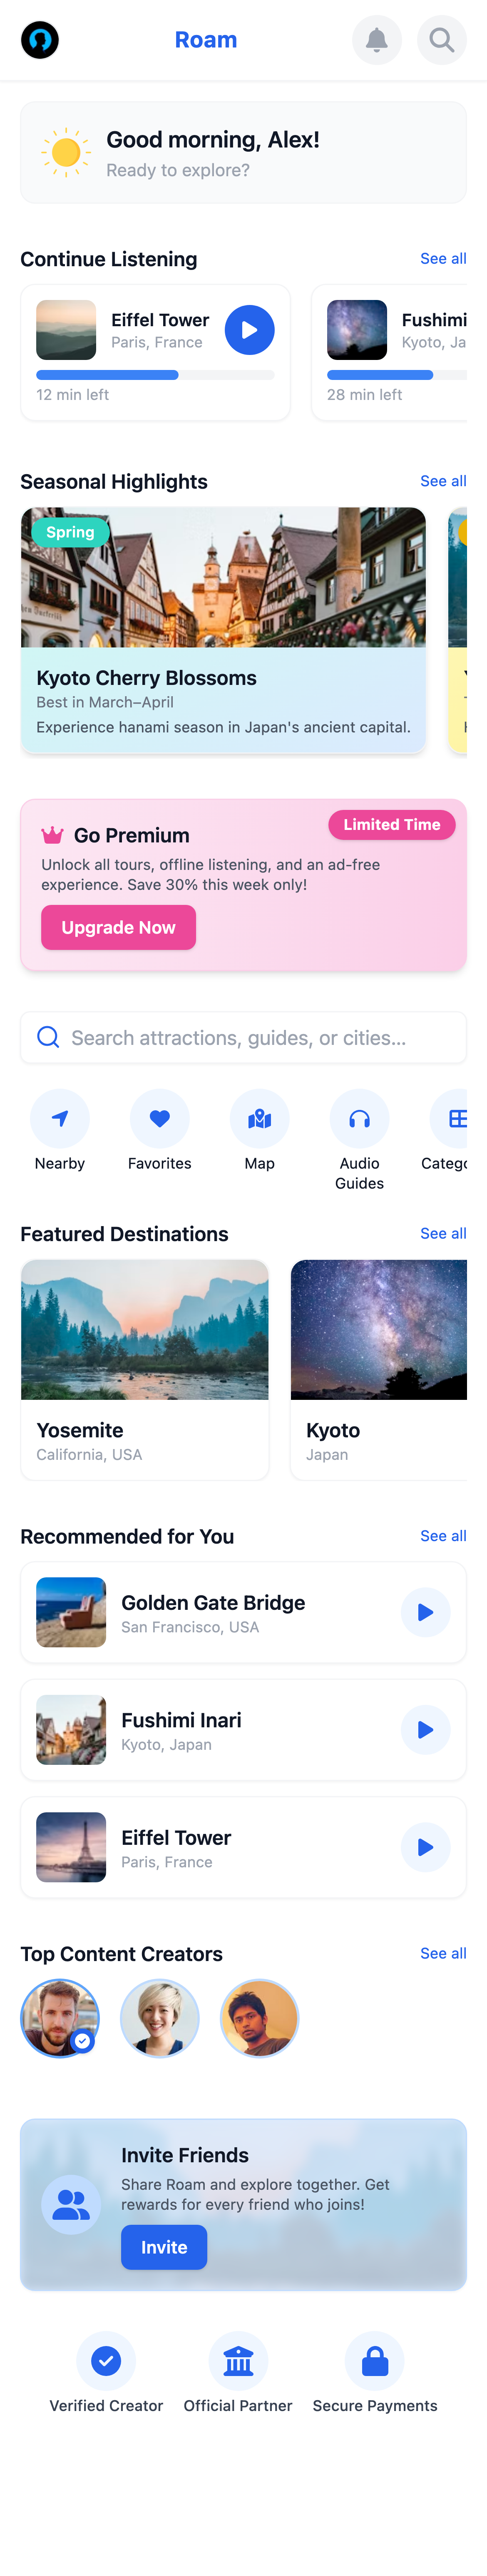 Roam
Good morning, Alex!
Ready to explore?
Continue Listening
See all
Eiffel Tower
Paris, France
12 min left
Fushimi
Kyoto, Ja
28 min left
Seasonal Highlights
See all
Spring
Kyoto Cherry Blossoms
Best in March–April
Experience hanami season in Japan's ancient capital.
Limited Time
Go Premium
Unlock all tours, offline listening, and an ad-free
experience. Save 30% this week only!
Upgrade Now
Search attractions, guides, or cities...
Nearby
Favorites
Map
Audio
Guides
Catego
Featured Destinations
See all
Yosemite
California, USA
Kyoto
Japan
Recommended for You
See all
Golden Gate Bridge
San Francisco, USA
Fushimi Inari
Kyoto, Japan
Eiffel Tower
Paris, France
Top Content Creators
See all
Invite Friends
Share Roam and explore together. Get
rewards for every friend who joins!
Invite
Verified Creator
Official Partner
Secure Payments